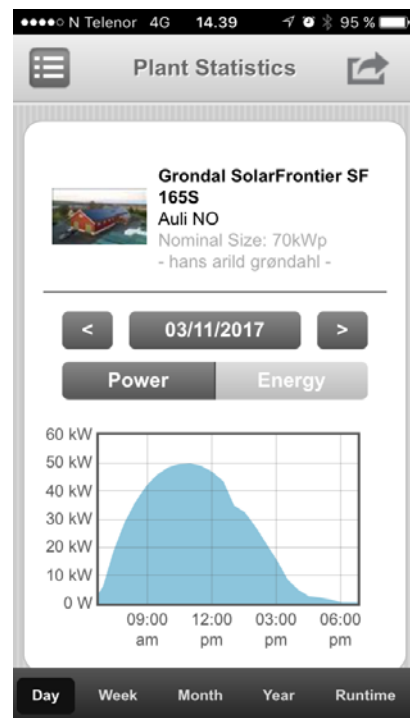 N Telenor 4G 14.39 95 %
Plant Statistics
Grondal SolarFrontier SF
165S
Auli NO
Nominal Size: 70kWp
- hans arild grøndahl -
< 03/11/2017 >
Power Energy
60 kW
50 kW
40 kW
30 kW
20 kW
10 kW
0 W
09:00 12:00 03:00 06:00
am pm pm pm
Day Week Month Year Runtime